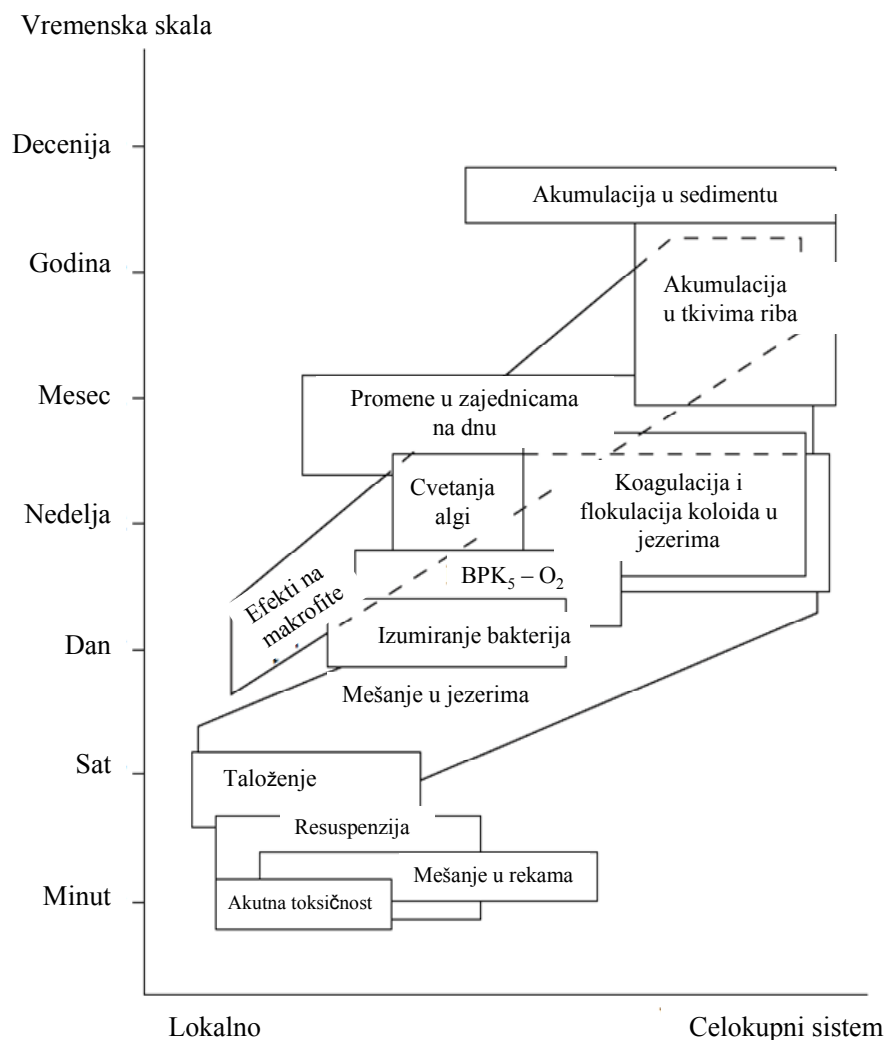 Vremenska skala
Decenija
Akumulacija u sedimentu
Godina
Akumulacija
u tkivima riba
Mesec
Promene u zajednicama
na dnu
Cvetanja
algi
Koagulacija i
flokulacija koloida u
jezerima
Nedelja
BPK₅ – O₂
Efekti na
makrofite
Izumiranje bakterija
Dan
Mešanje u jezerima
Sat
Taloženje
Resuspenzija
Mešanje u rekama
Minut
Akutna toksičnost
Lokalno
Celokupni sistem